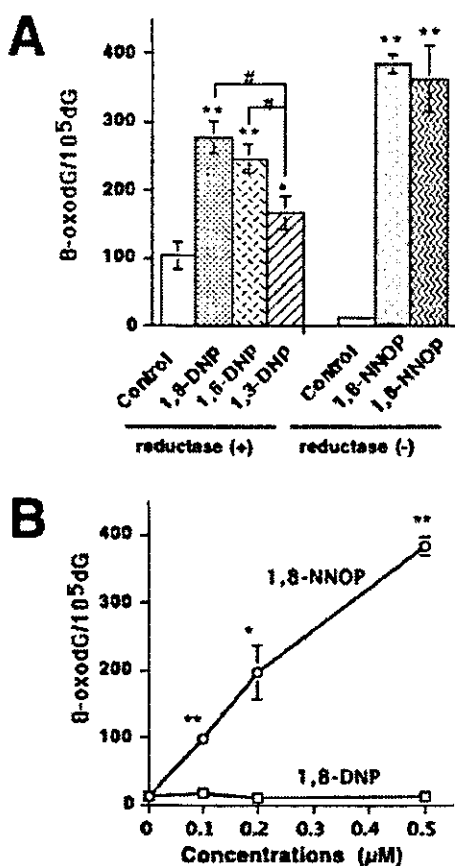 A
8-oxodG/10⁵dG
400
300
200
100
0
**
**
*
#
#
**
**
Control
1,8-DNP
1,6-DNP
1,3-DNP
Control
1,8-NNOP
1,6-NNOP
reductase (+)
reductase (-)
B
8-oxodG/10⁵dG
400
300
200
100
0
**
*
**
1,8-NNOP
1,8-DNP
0 0.1 0.2 0.3 0.4 0.5
Concentrations (µM)